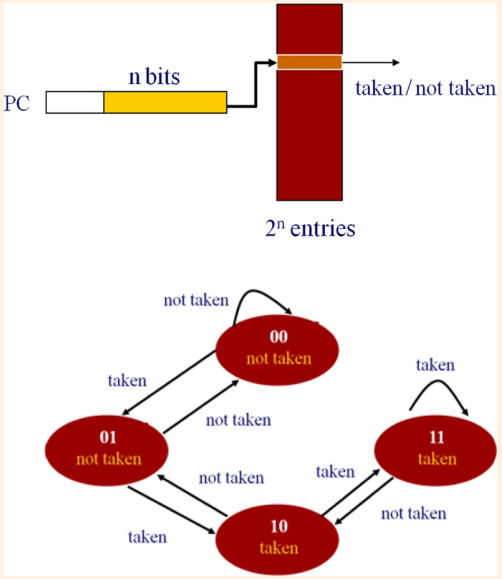 n bits
PC
taken / not taken
2ⁿ entries
not taken
00
not taken
taken
not taken
taken
01
not taken
11
taken
not taken
taken
taken
not taken
10
taken